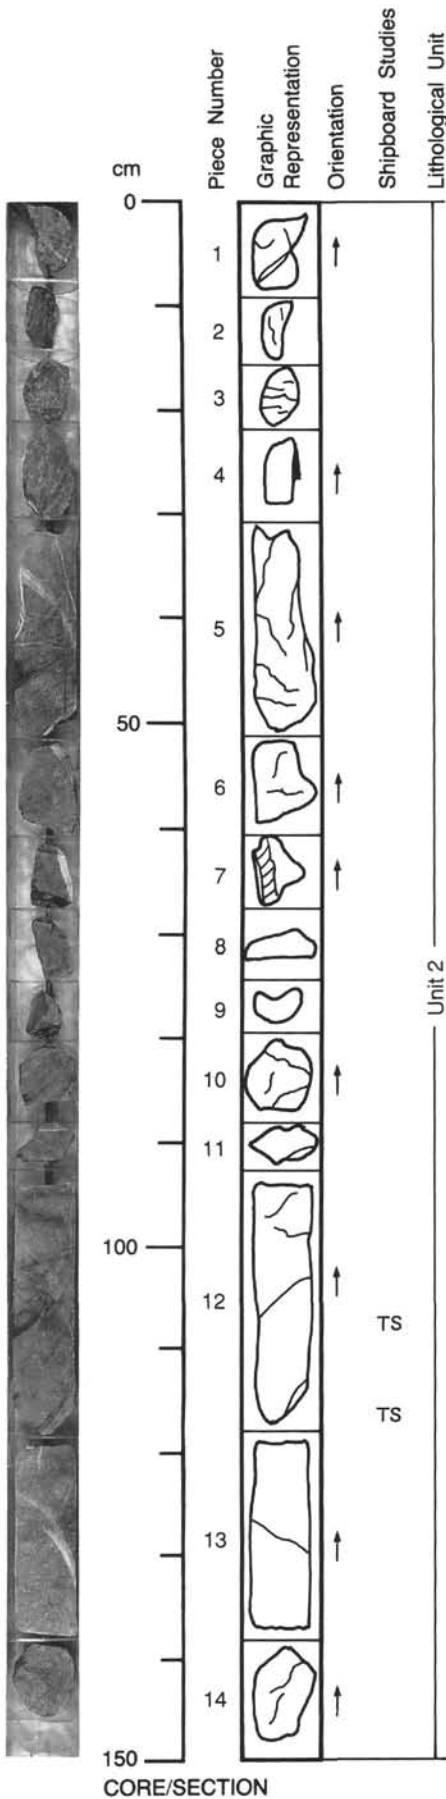 cm
Piece Number
Graphic
Representation
Orientation
Shipboard Studies
Lithological Unit
0
1
2
3
4
5
50
6
7
8
9
Unit 2
10
11
100
12
TS
TS
13
14
150
CORE/SECTION